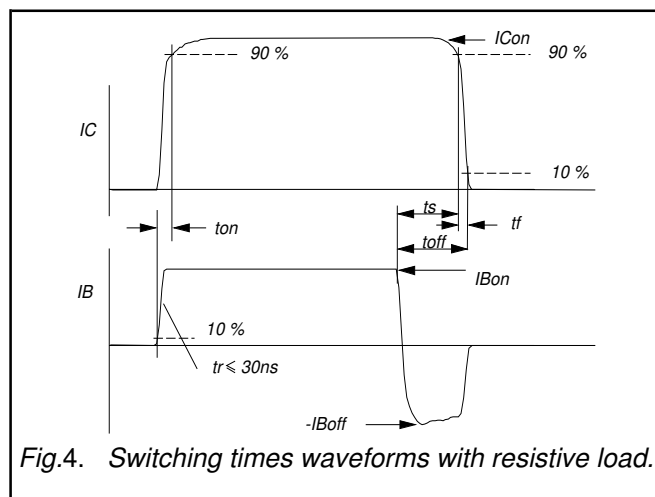 ICon
90 %
90 %
IC
10 %
ts
ton
tf
toff
IB
IBon
10 %
tr ⩽ 30ns
-IBoff
Fig.4. Switching times waveforms with resistive load.